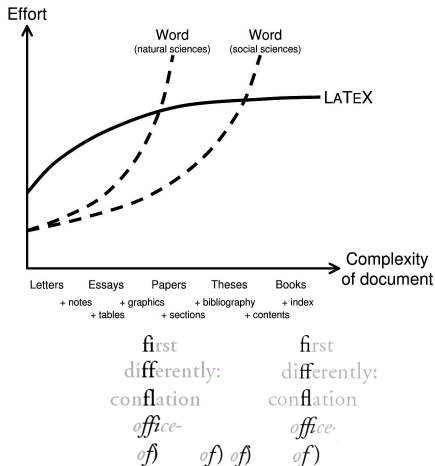 Effort
Word Word
(natural sciences) (social sciences)
LATEX
Complexity
of document
Letters Essays Papers Theses Books
+ notes + graphics + bibliography + index
+ tables + sections + contents
first first
differently: differently:
conflation conflation
office- office-
of) of) of) of)